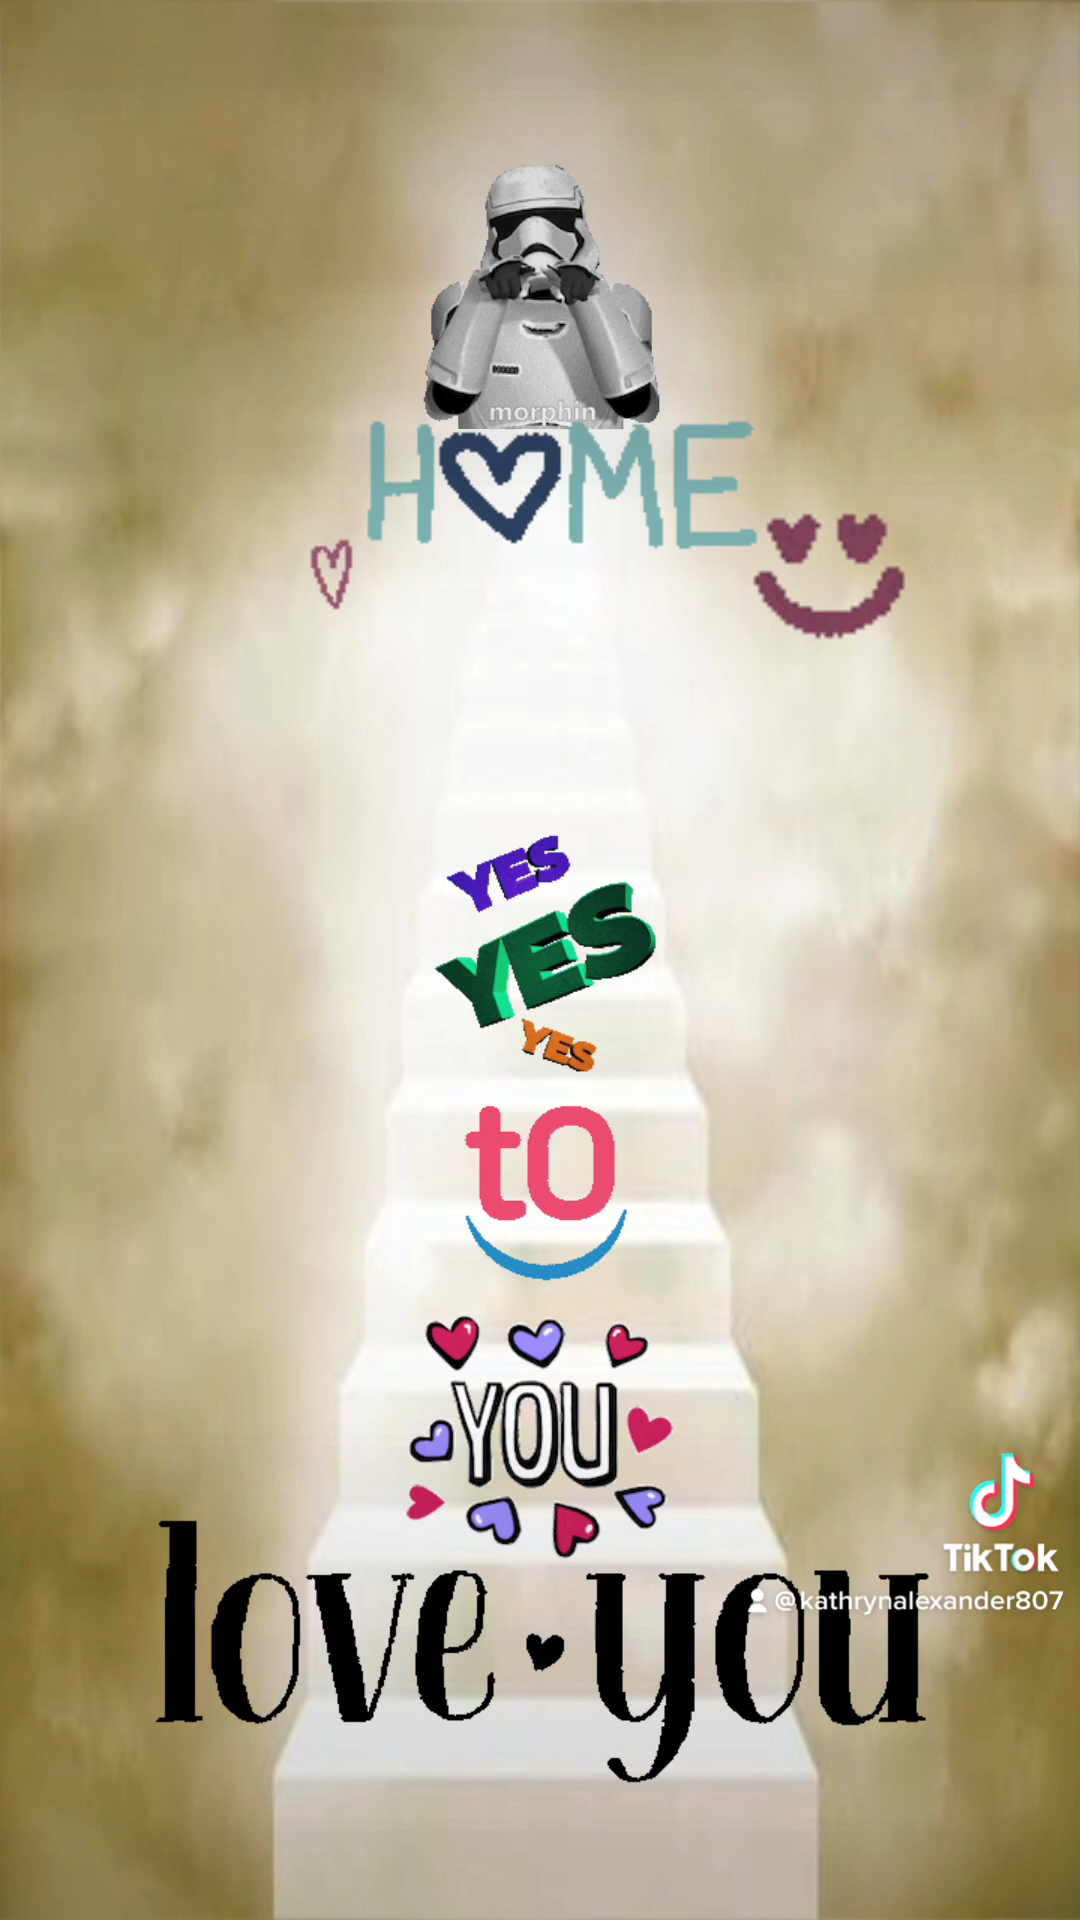 morphin
HOME
YES
YES
YES
to
YOU
TikTok
@kathrynalexander807
love you